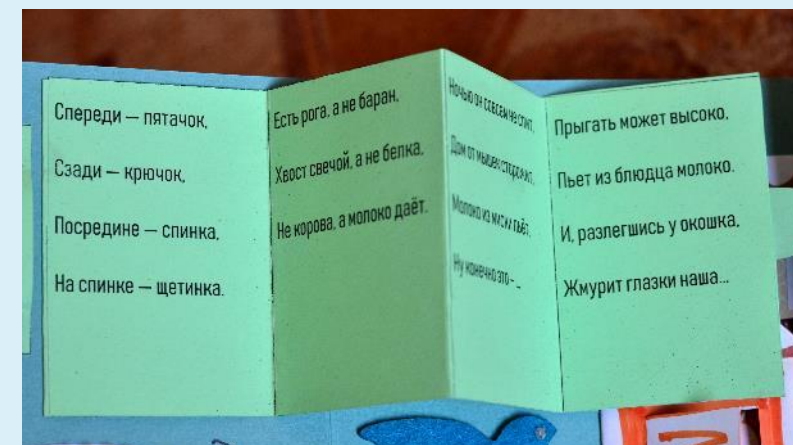 Спереди — пятачок,
Сзади — крючок,
Посредине — спинка,
На спинке — щетинка.
Есть рога, а не баран,
Хвост свечой, а не белка,
Не корова, а молоко даёт.
Ночью он совсем не спит,
Дом от мышек сторожит,
Молоко из миски пьёт,
Ну конечно это - _
Прыгать может высоко,
Пьет из блюдца молоко.
И, разлегшись у окошка,
Жмурит глазки наша...